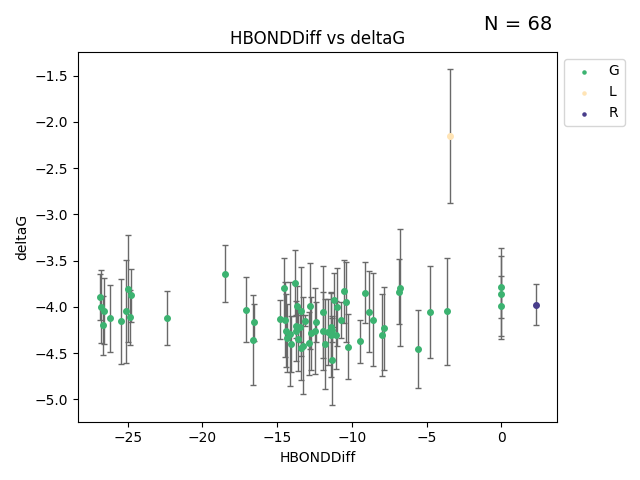 N = 68
HBONDDiff vs deltaG
G
L
R
−1.5
−2.0
−2.5
−3.0
−3.5
−4.0
−4.5
−5.0
deltaG
−25
−20
−15
−10
−5
0
HBONDDiff